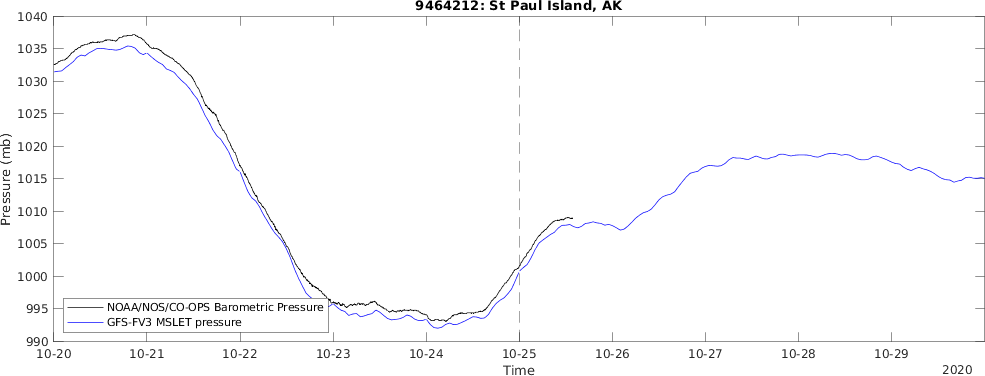 9464212: St Paul Island, AK
1040
1035
1030
1025
1020
1015
1010
1005
1000
995
990
Pressure (mb)
NOAA/NOS/CO-OPS Barometric Pressure
GFS-FV3 MSLET pressure
10-20 10-21 10-22 10-23 10-24 10-25 10-26 10-27 10-28 10-29
Time
2020